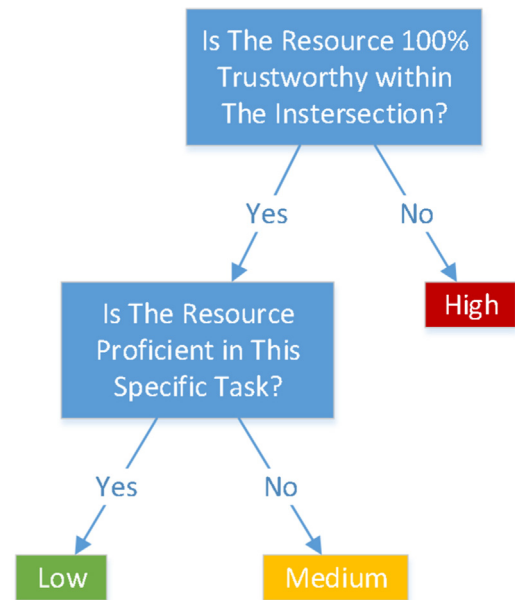 Is The Resource 100%
Trustworthy within
The Instersection?
Yes
No
Is The Resource
Proficient in This
Specific Task?
High
Yes
No
Low
Medium